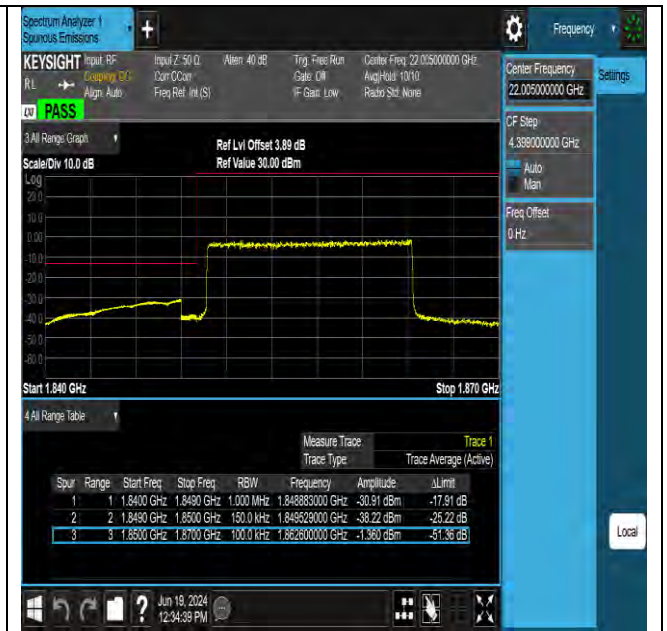 Spectrum Analyzer 1
Spurious Emissions
+
Frequency
KEYSIGHT
RL
Input: RF
Coupling: DC
Align: Auto
Input Z: 50 Ω
Corr CCorr
Freq Ref: Int (S)
Atten: 40 dB
Trig: Free Run
Gate: Off
IF Gain: Low
Center Freq: 22.005000000 GHz
Avg|Hold: 10/10
Radio Std: None
PASS
Center Frequency
22.005000000 GHz
Settings
CF Step
4.399000000 GHz
Auto
Man
Freq Offset
0 Hz
3 All Range Graph
Scale/Div 10.0 dB
Ref Lvl Offset 3.89 dB
Ref Value 30.00 dBm
Log
20.0
10.0
0.00
-10.0
-20.0
-30.0
-40.0
-50.0
-60.0
Start 1.840 GHz
Stop 1.870 GHz
4 All Range Table
Measure Trace Trace 1
Trace Type Trace Average (Active)
Spur Range Start Freq Stop Freq RBW Frequency Amplitude ΔLimit
1 1 1.8400 GHz 1.8490 GHz 1.000 MHz 1.848883000 GHz -30.91 dBm -17.91 dB
2 2 1.8490 GHz 1.8500 GHz 150.0 kHz 1.849529000 GHz -38.22 dBm -25.22 dB
3 3 1.8500 GHz 1.8700 GHz 100.0 kHz 1.862600000 GHz -1.360 dBm -51.36 dB
Local
?
Jun 19, 2024
12:34:39 PM